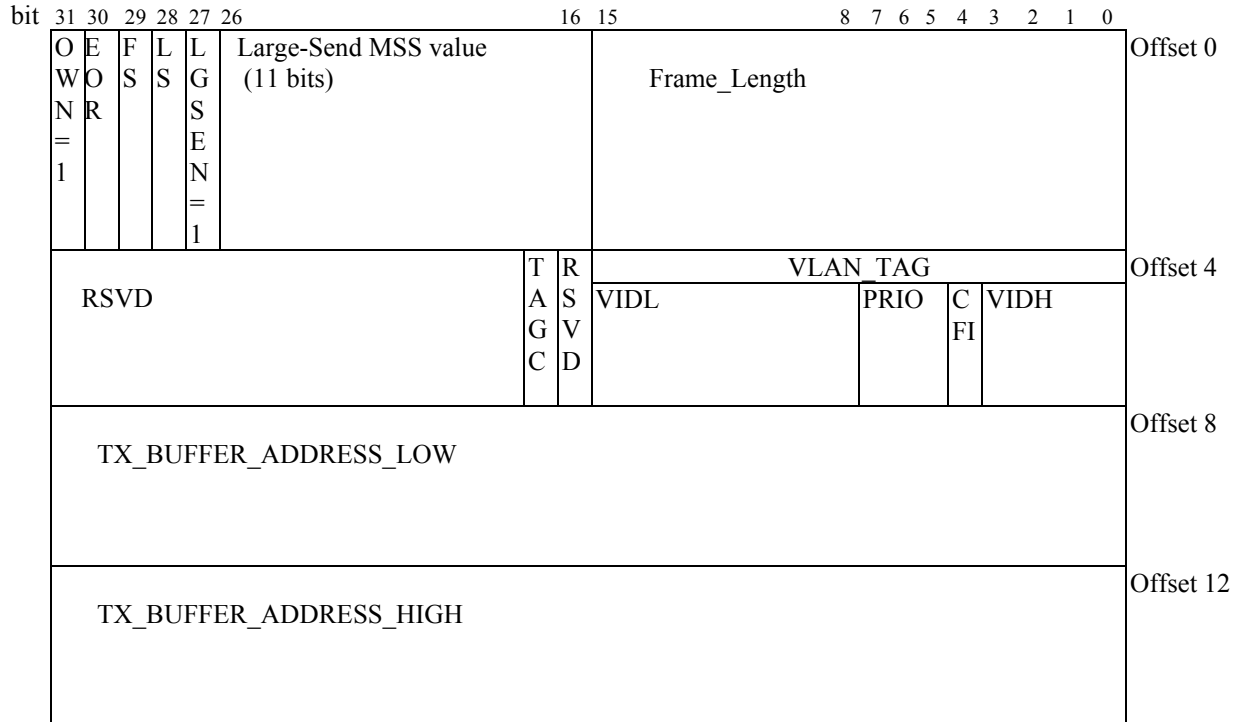 bit 31 30 29 28 27 26 16 15 8 7 6 5 4 3 2 1 0
O E F L L Large-Send MSS value Offset 0
W O S S G (11 bits) Frame_Length
N R S
= E
1 N
=
1
T R VLAN_TAG Offset 4
RSVD A S VIDL PRIO C VIDH
G V FI
C D
Offset 8
TX_BUFFER_ADDRESS_LOW
Offset 12
TX_BUFFER_ADDRESS_HIGH